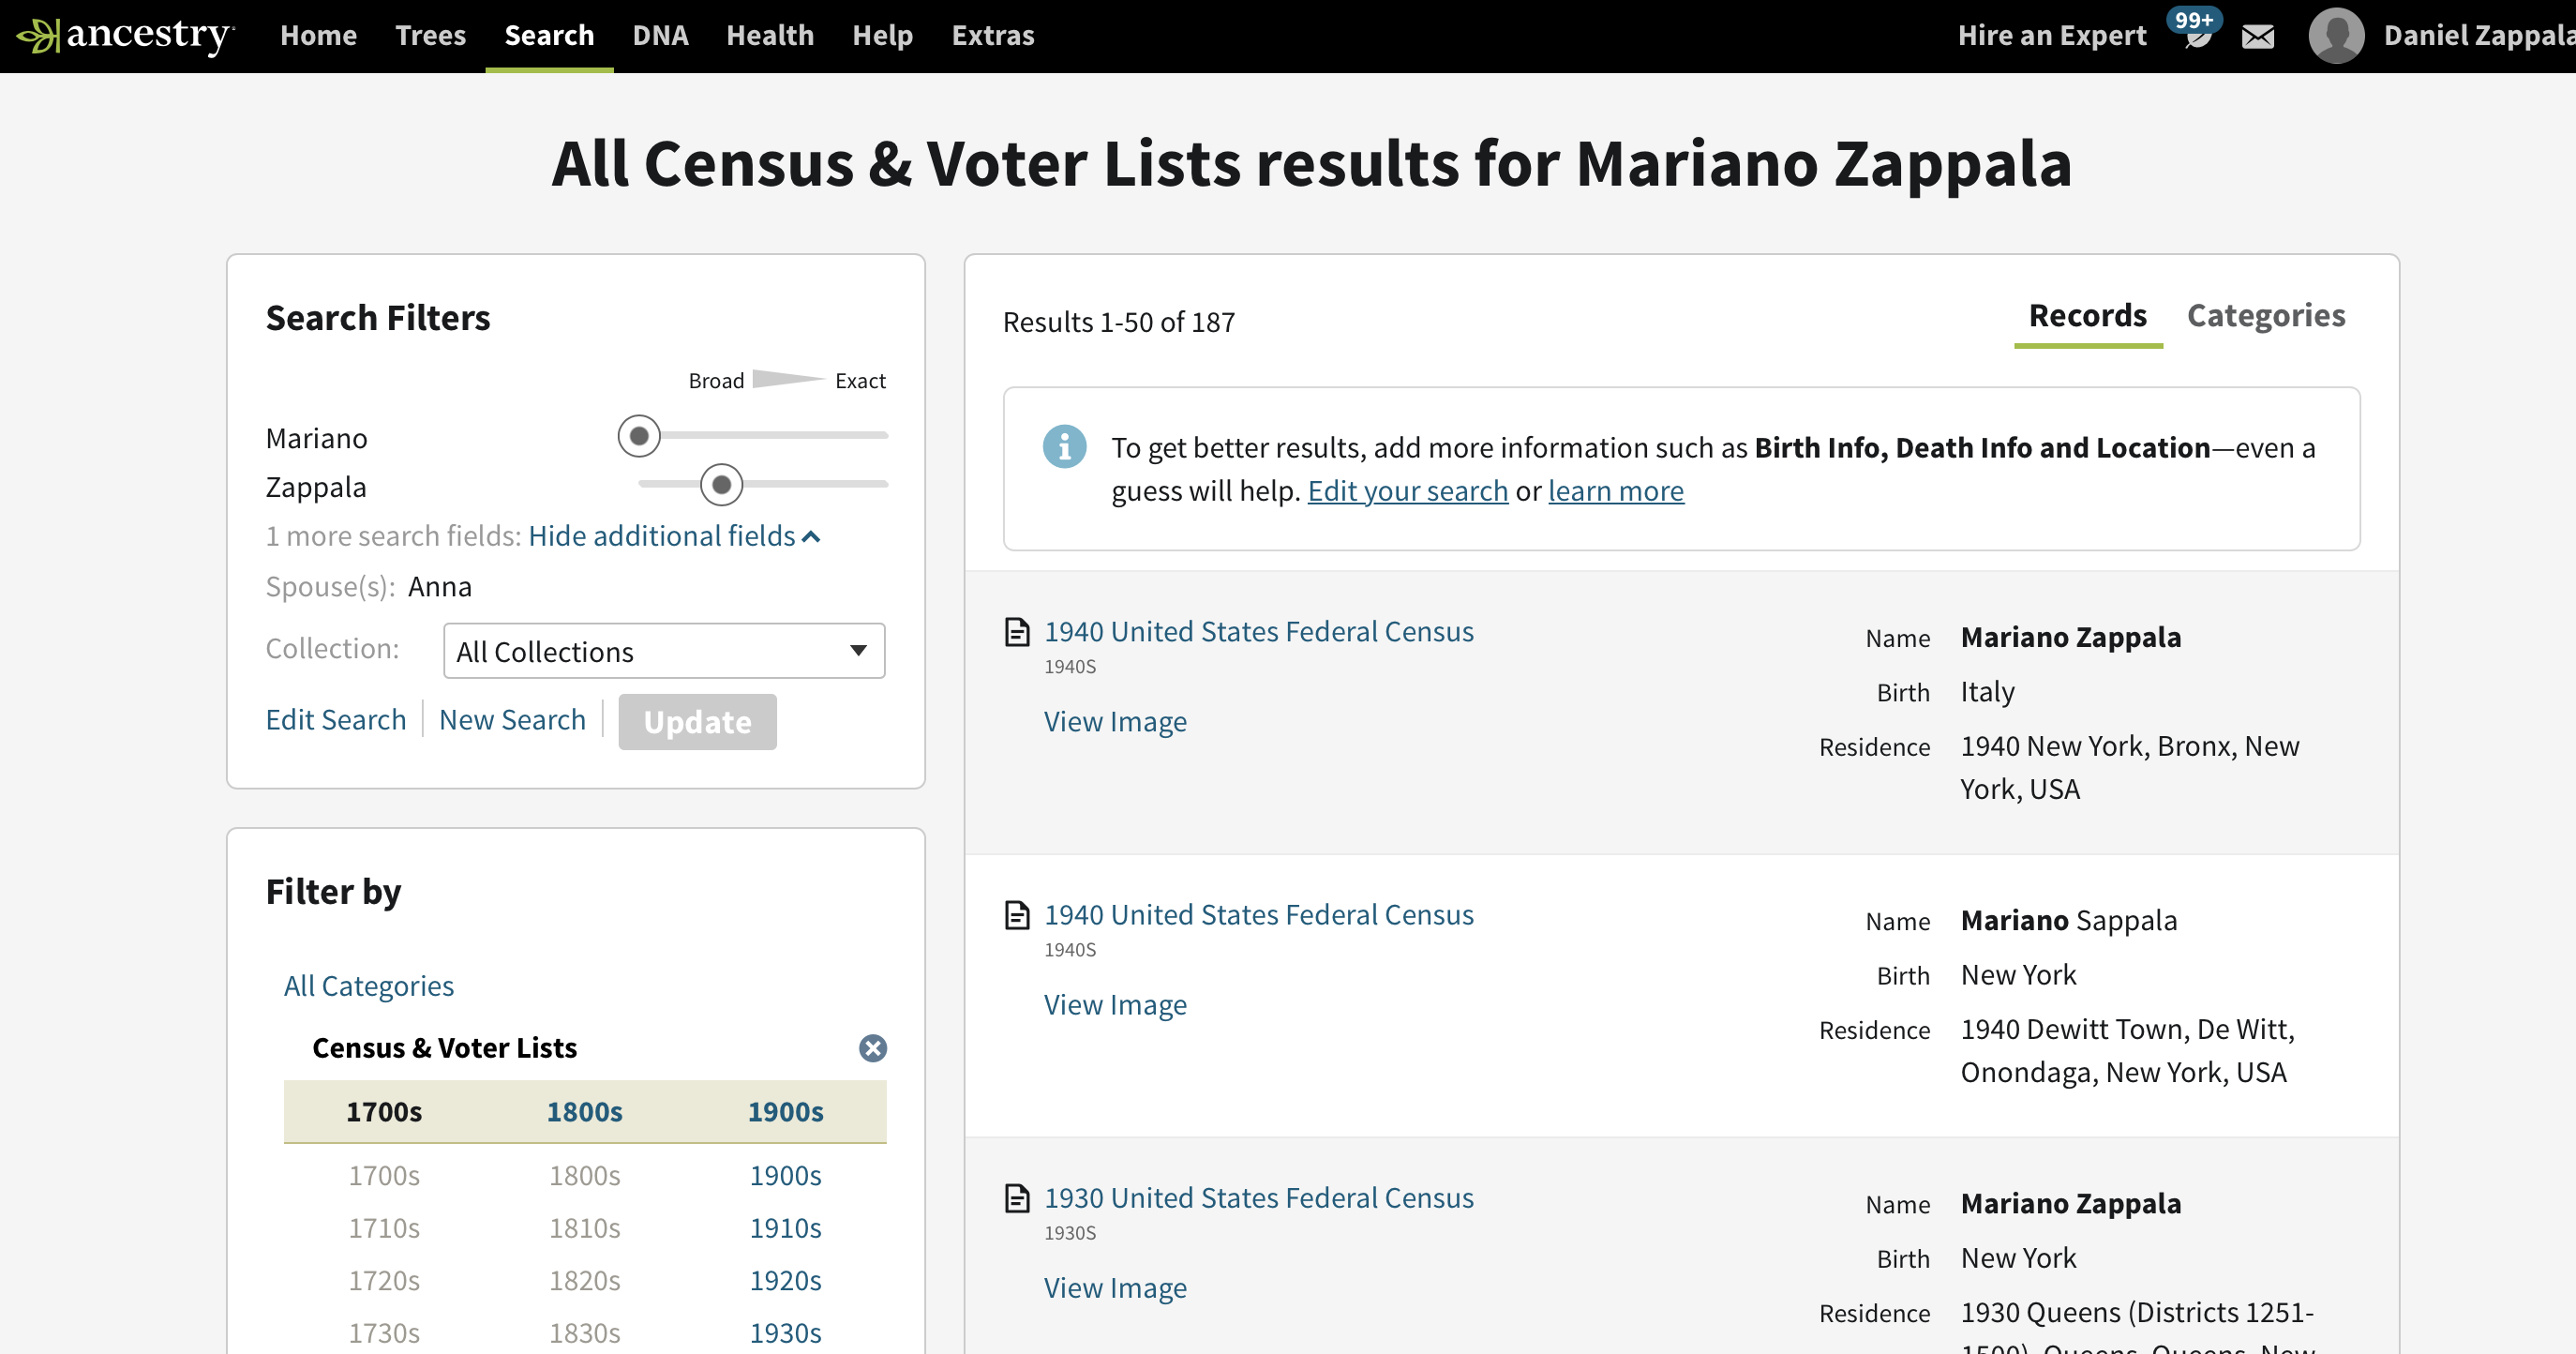 ancestry
Home Trees Search DNA Health Help Extras
Hire an Expert 99+ Daniel Zappala
All Census & Voter Lists results for Mariano Zappala
Search Filters
Broad Exact
Mariano
Zappala
1 more search fields: Hide additional fields
Spouse(s): Anna
Collection: All Collections
Edit Search New Search Update
Filter by
All Categories
Census & Voter Lists
1700s 1800s 1900s
1700s 1800s 1900s
1710s 1810s 1910s
1720s 1820s 1920s
1730s 1830s 1930s
Results 1-50 of 187
Records Categories
To get better results, add more information such as Birth Info, Death Info and Location—even a
guess will help. Edit your search or learn more
1940 United States Federal Census
1940S
View Image
Name Mariano Zappala
Birth Italy
Residence 1940 New York, Bronx, New
York, USA
1940 United States Federal Census
1940S
View Image
Name Mariano Sappala
Birth New York
Residence 1940 Dewitt Town, De Witt,
Onondaga, New York, USA
1930 United States Federal Census
1930S
View Image
Name Mariano Zappala
Birth New York
Residence 1930 Queens (Districts 1251-
1500), Queens, Queens, New